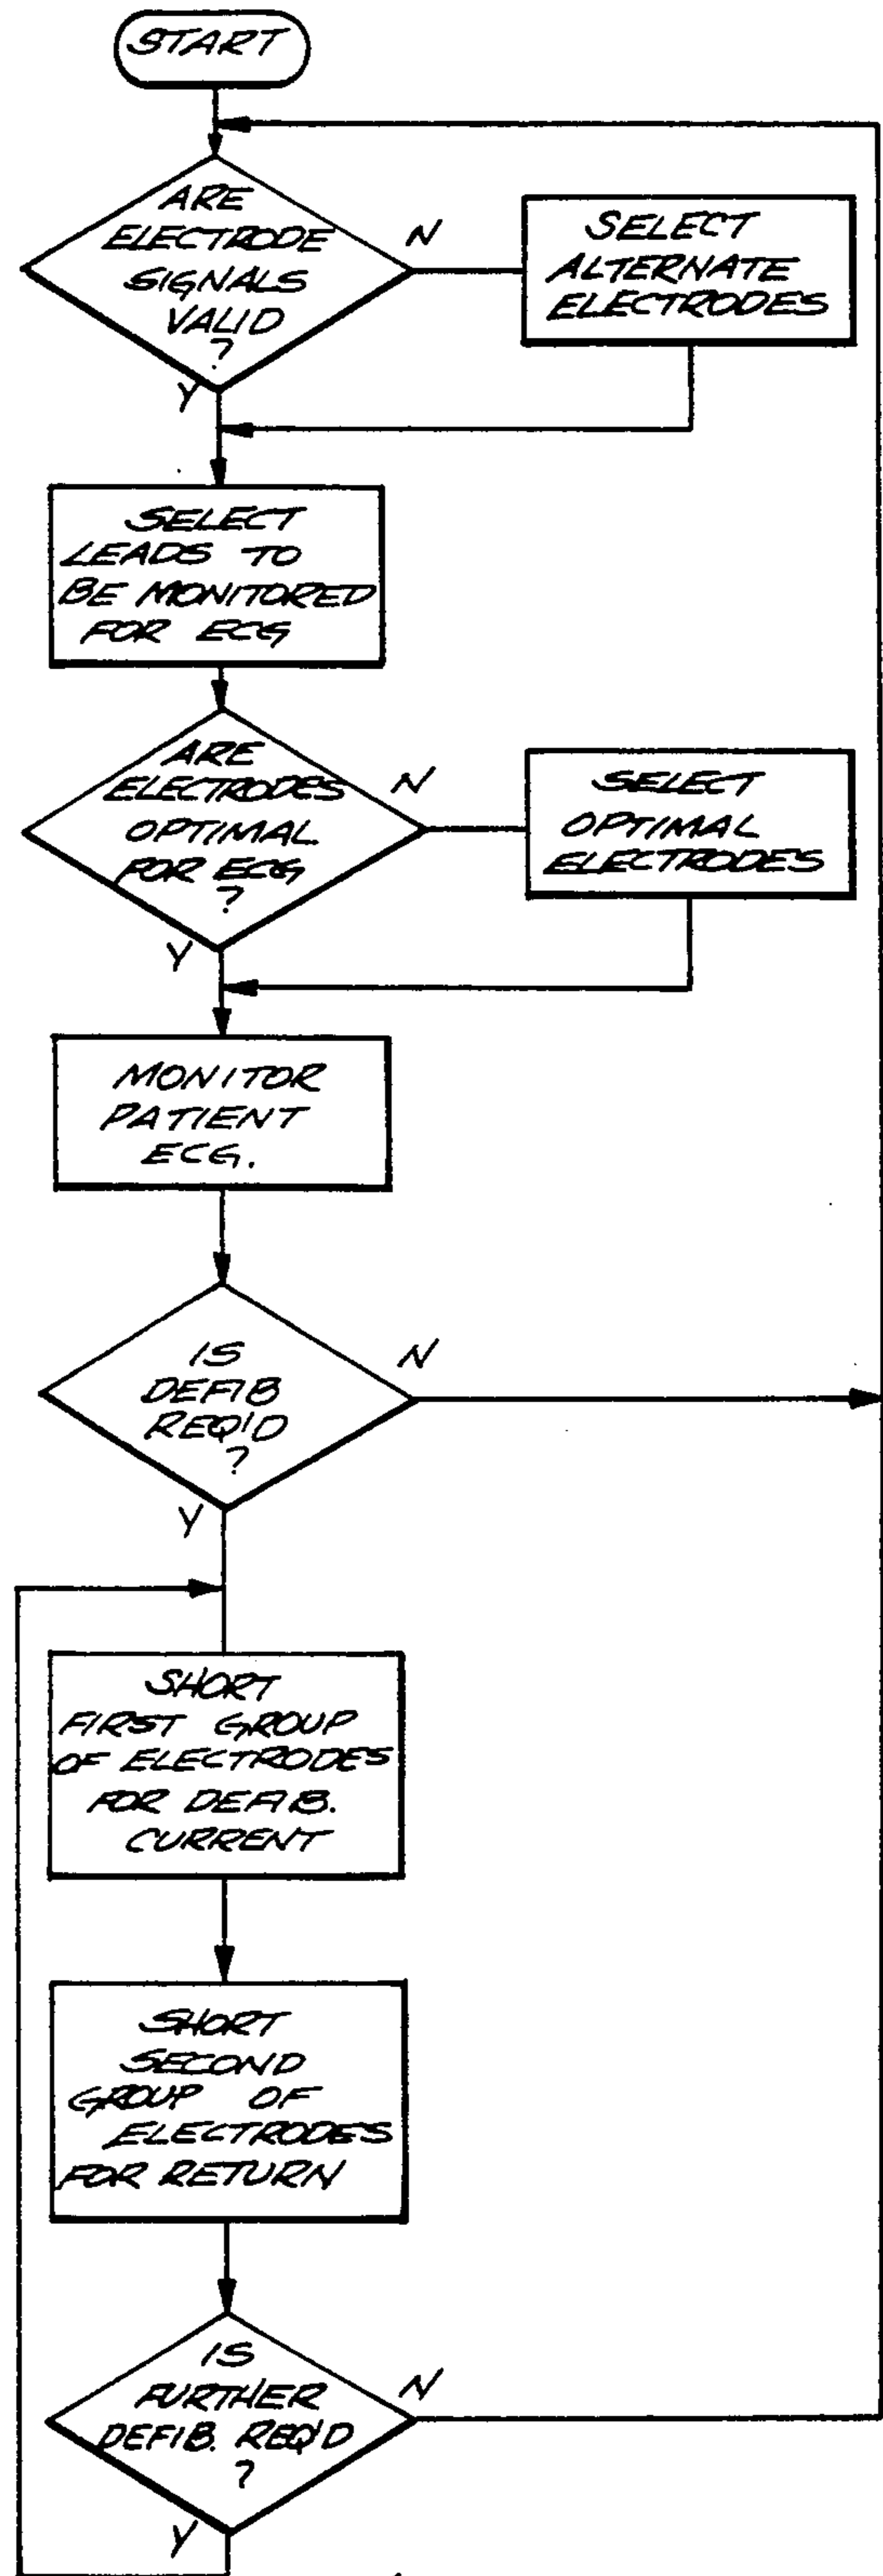 START
ARE
ELECTRODE
SIGNALS
VALID
?
N
Y
SELECT
ALTERNATE
ELECTRODES
SELECT
LEADS TO
BE MONITORED
FOR ECG
ARE
ELECTRODES
OPTIMAL
FOR ECG
?
N
Y
SELECT
OPTIMAL
ELECTRODES
MONITOR
PATIENT
ECG.
IS
DEFIB
REQ'D
?
N
Y
SHORT
FIRST GROUP
OF ELECTRODES
FOR DEFIB.
CURRENT
SHORT
SECOND
GROUP OF
ELECTRODES
FOR RETURN
IS
FURTHER
DEFIB. REQ'D
?
N
Y